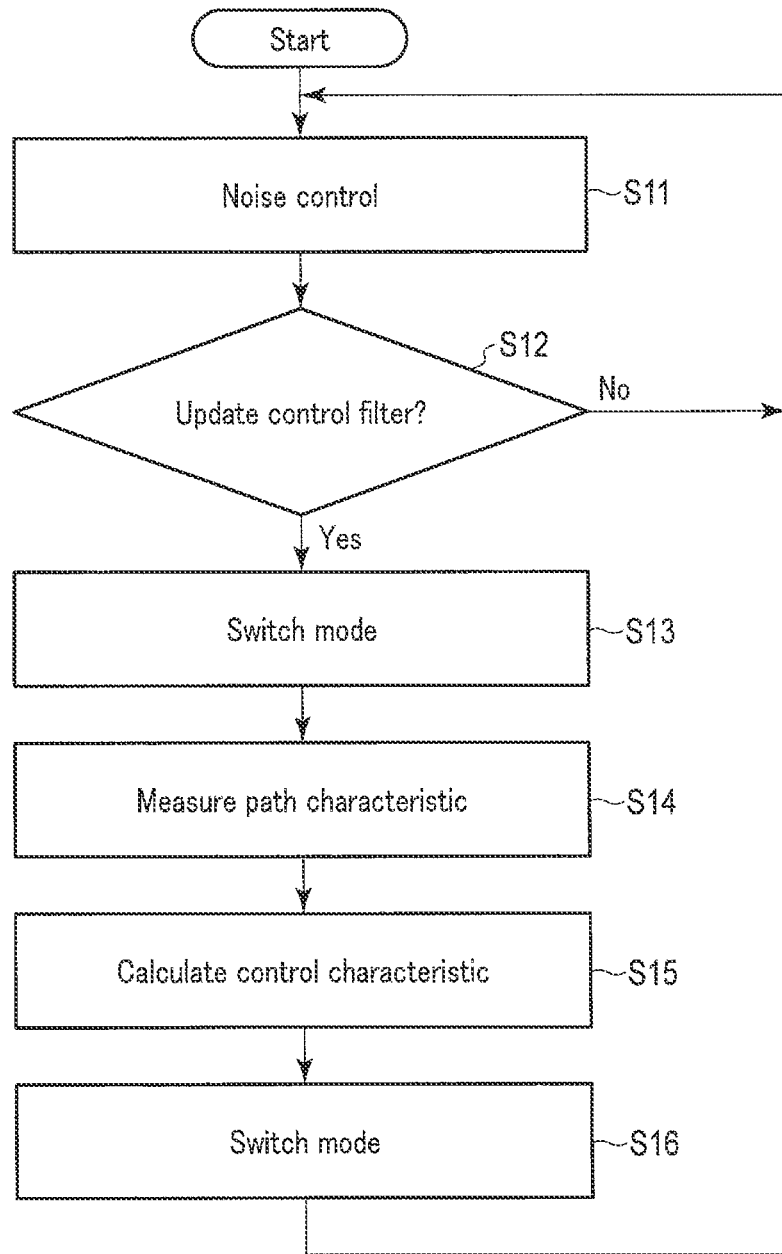 Start
Noise control
S11
Update control filter?
S12
No
Yes
Switch mode
S13
Measure path characteristic
S14
Calculate control characteristic
S15
Switch mode
S16